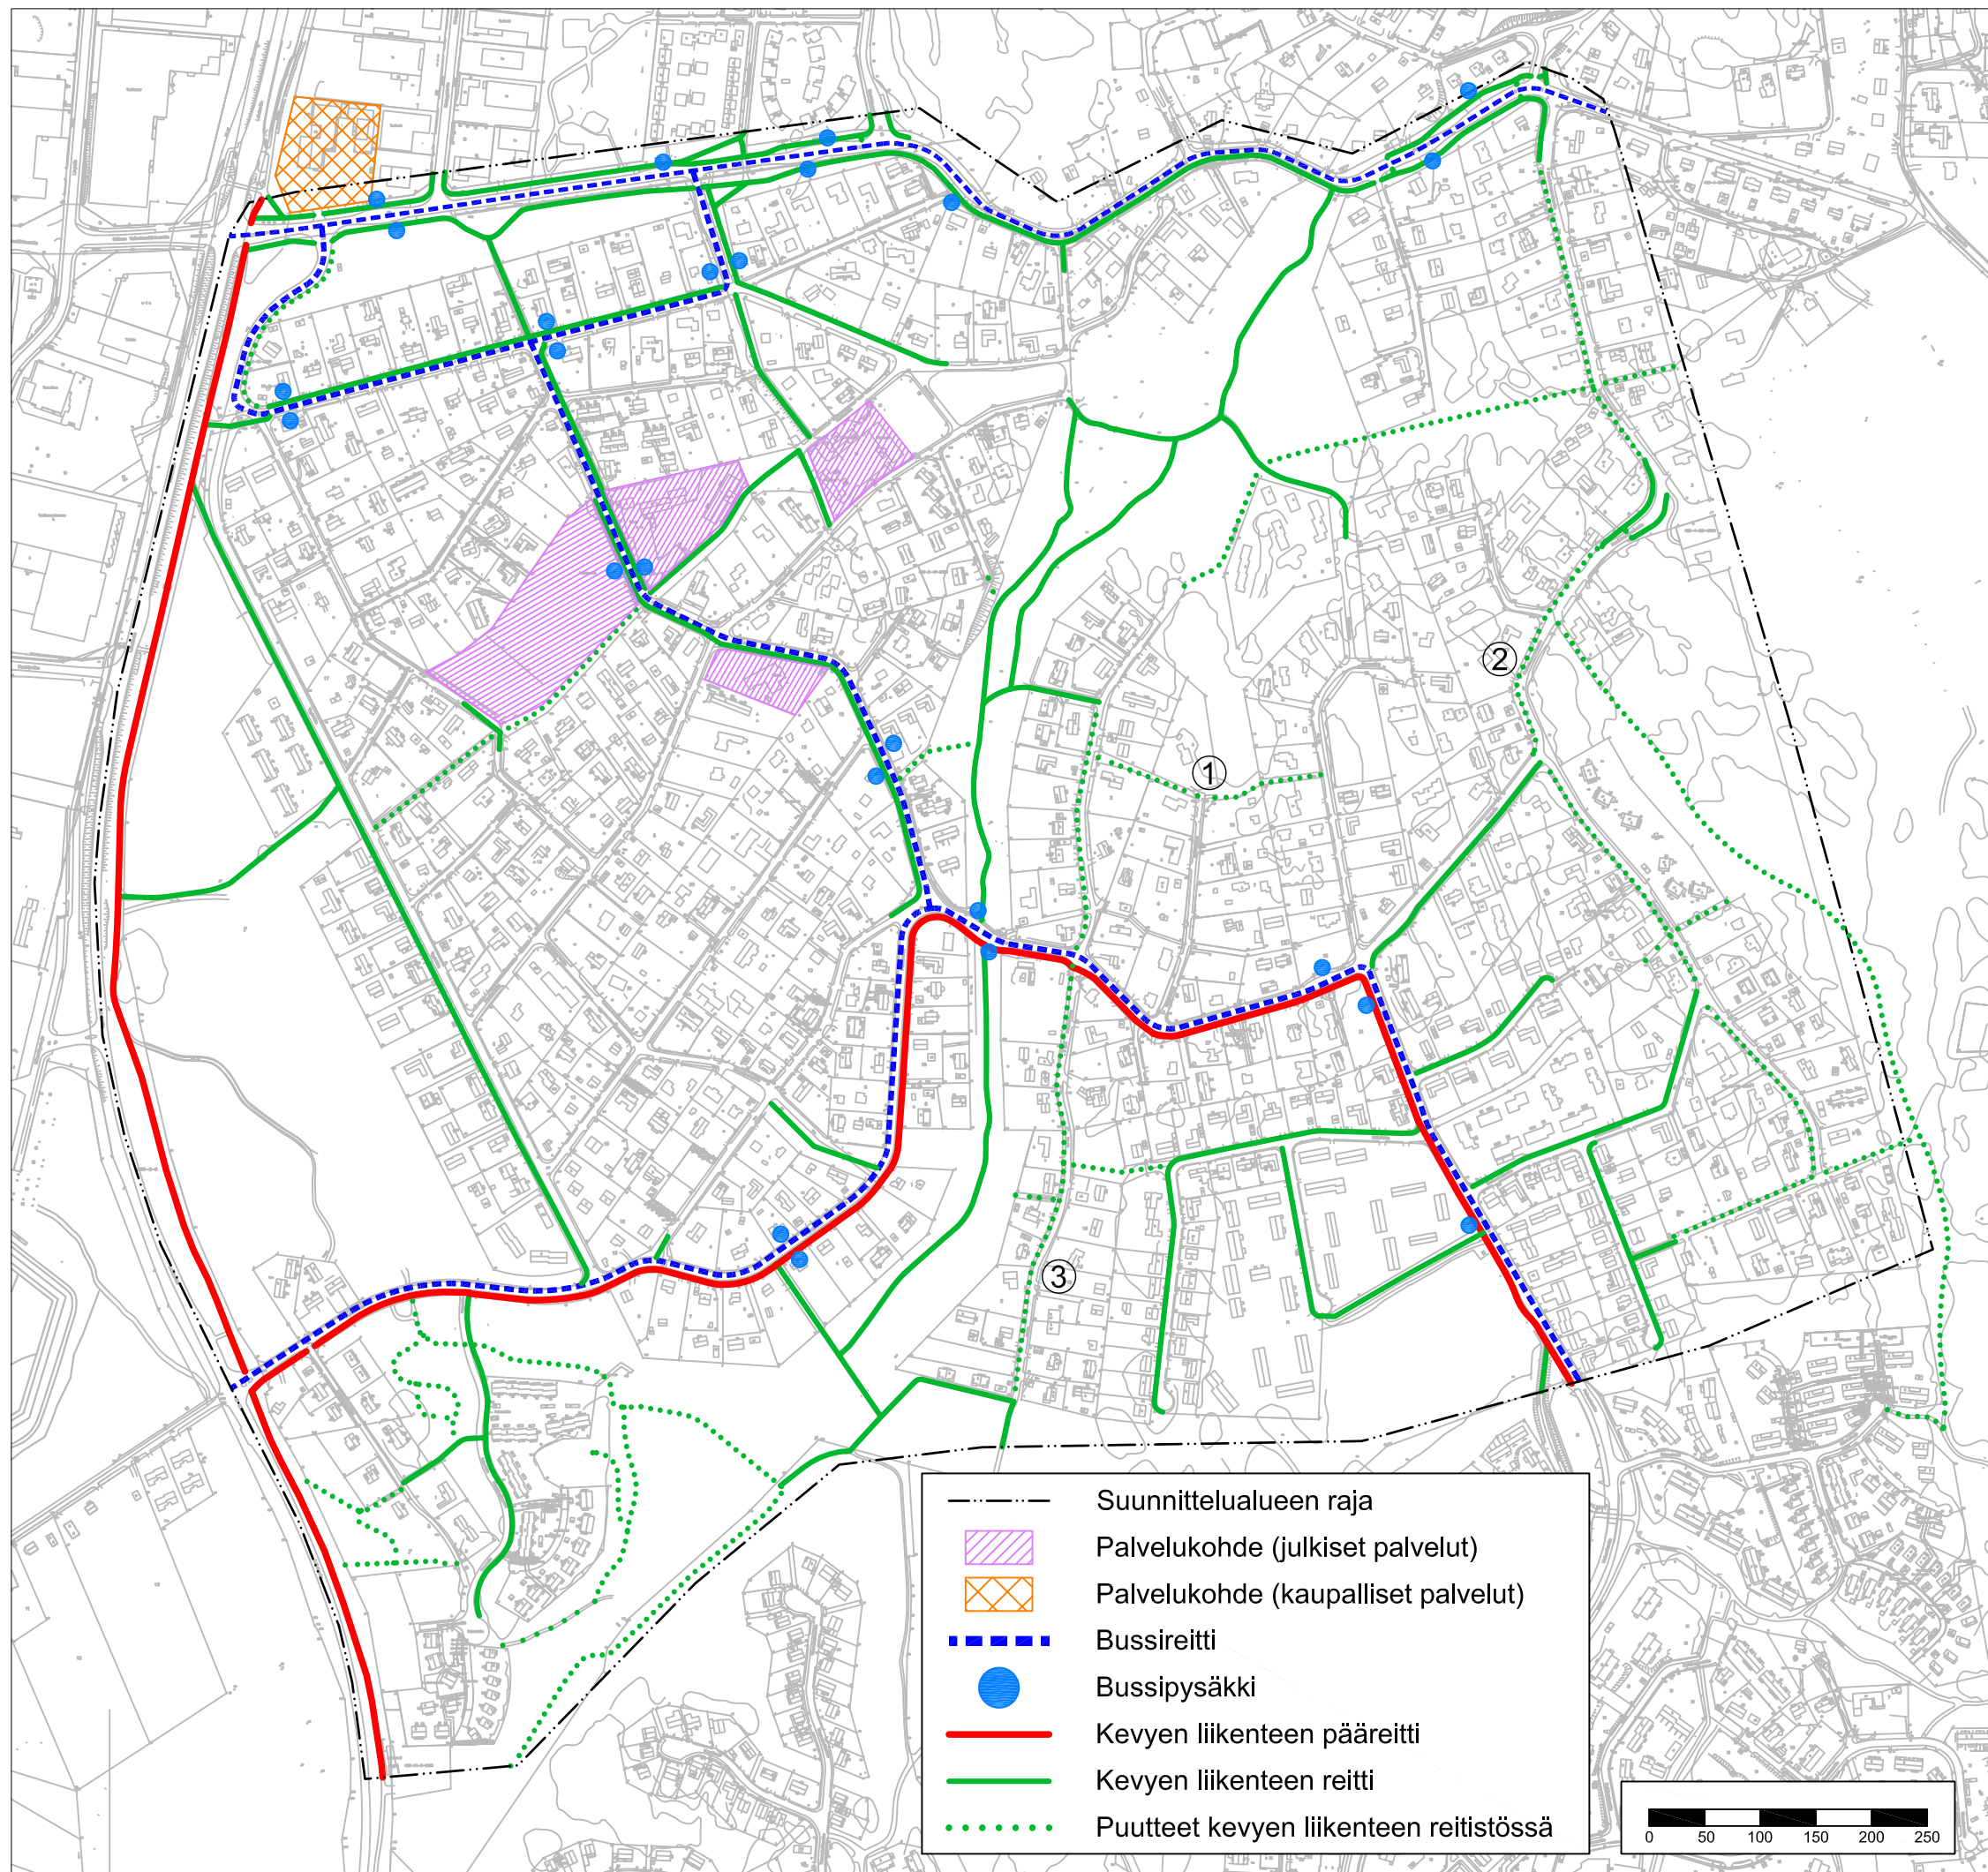 ②
①
③
Suunnittelualueen raja
Palvelukohde (julkiset palvelut)
Palvelukohde (kaupalliset palvelut)
Bussireitti
Bussipysäkki
Kevyen liikenteen pääreitti
Kevyen liikenteen reitti
Puutteet kevyen liikenteen reitistössä
0 50 100 150 200 250